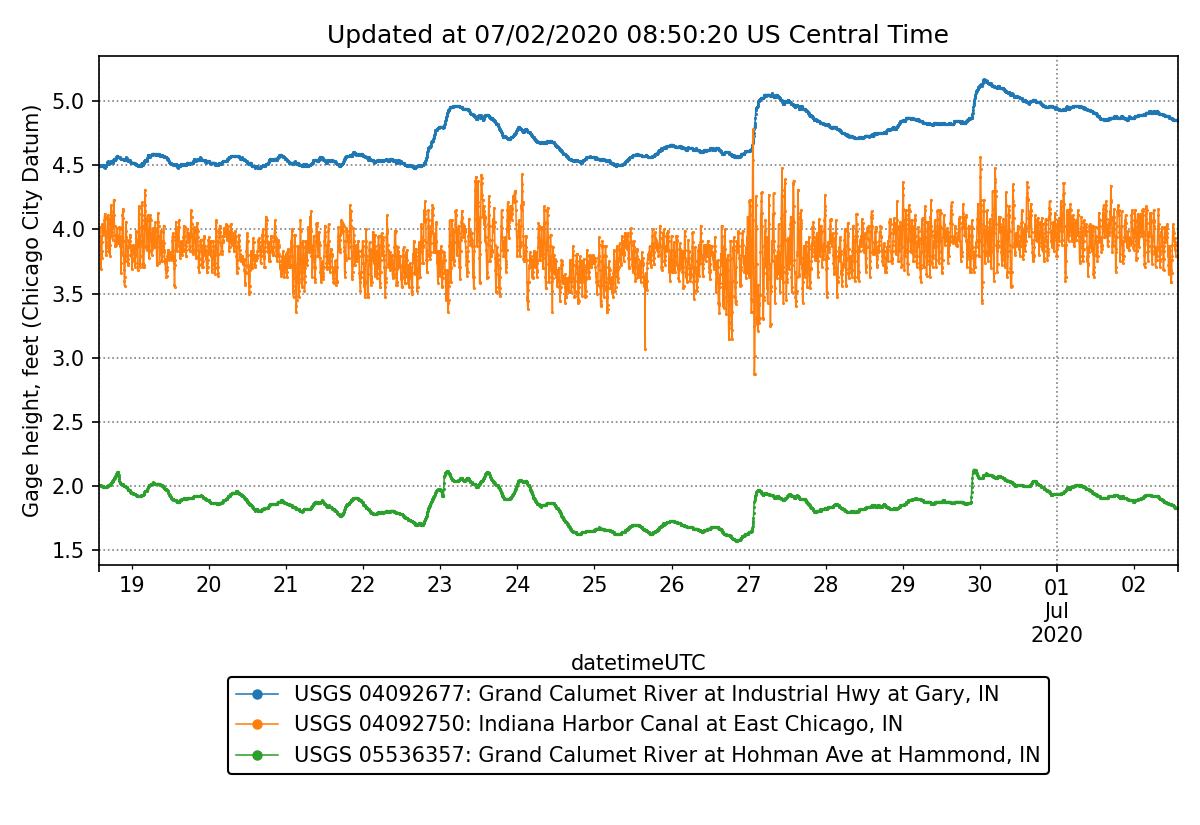 Updated at 07/02/2020 08:50:20 US Central Time
Gage height, feet (Chicago City Datum)
5.0
4.5
4.0
3.5
3.0
2.5
2.0
1.5
19 20 21 22 23 24 25 26 27 28 29 30 01 02
Jul
2020
datetimeUTC
USGS 04092677: Grand Calumet River at Industrial Hwy at Gary, IN
USGS 04092750: Indiana Harbor Canal at East Chicago, IN
USGS 05536357: Grand Calumet River at Hohman Ave at Hammond, IN